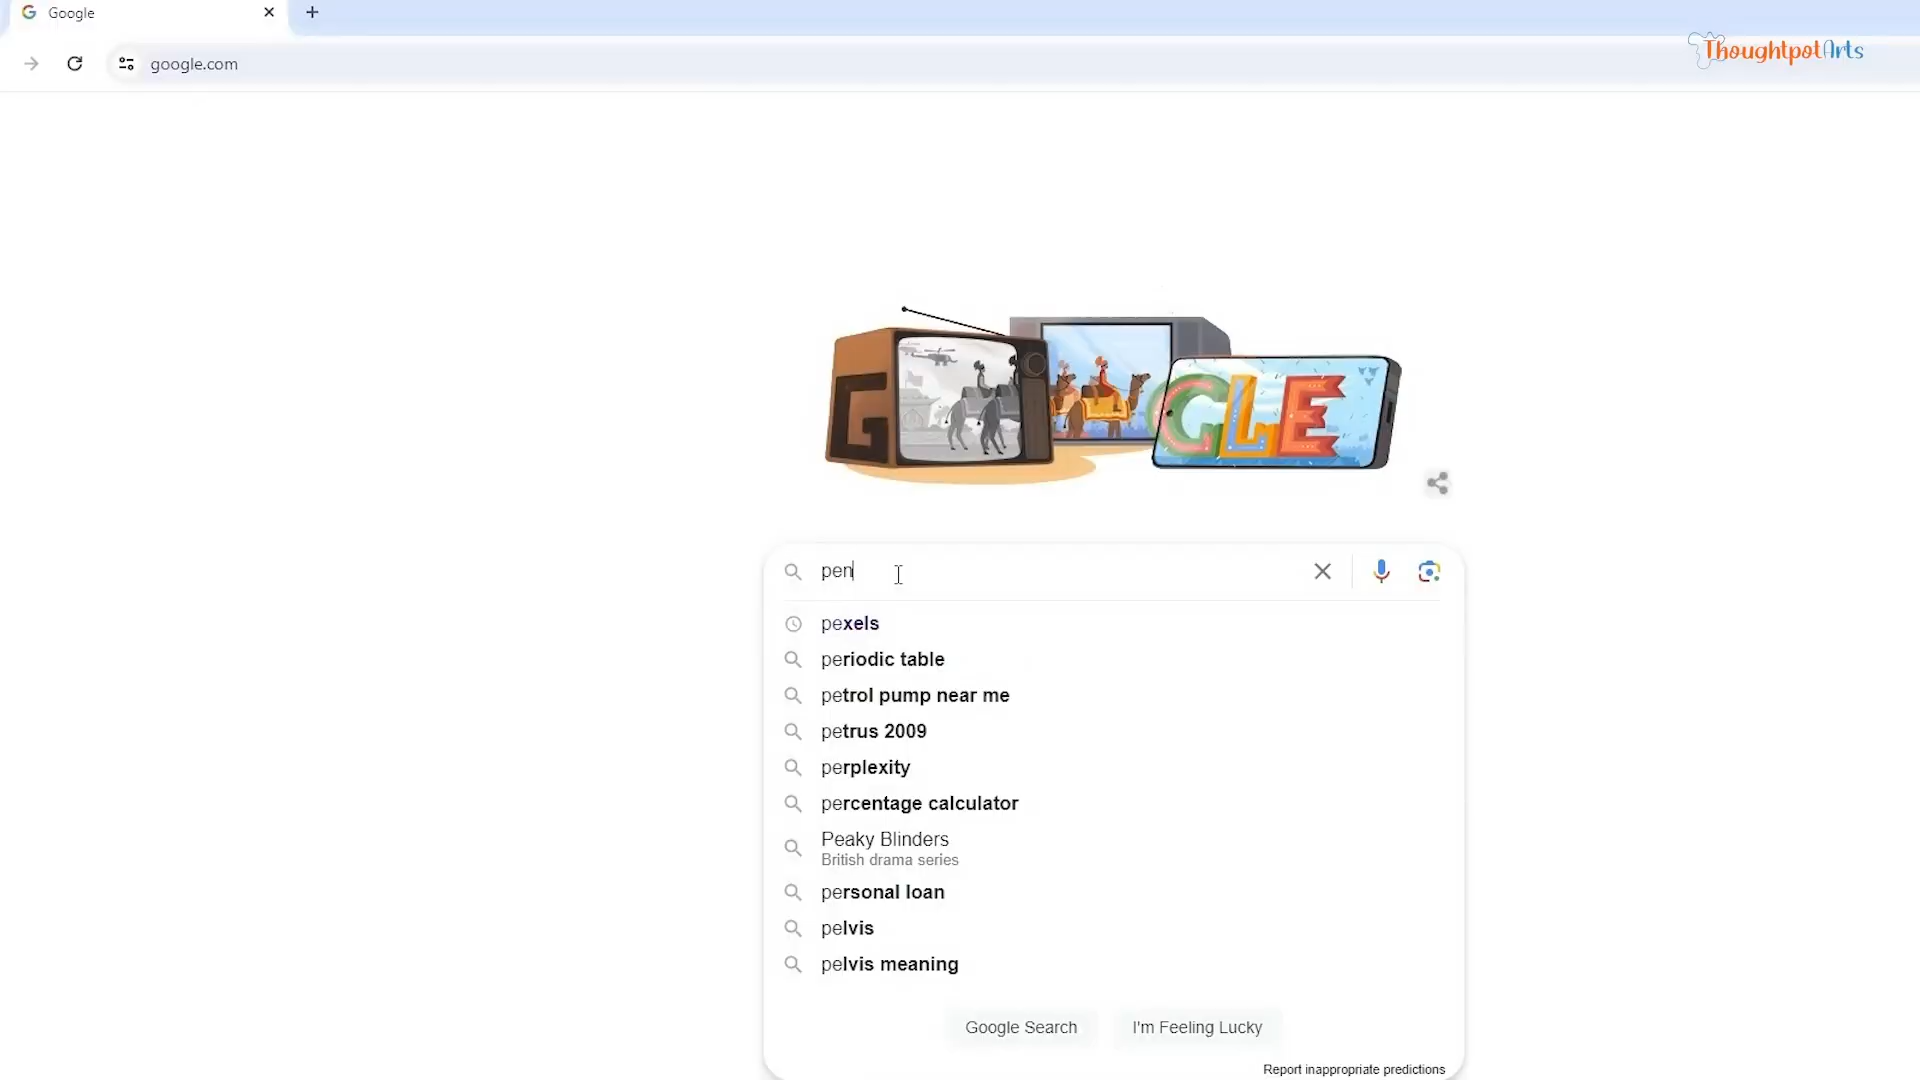 Google
google.com
ThoughtpotArts
G
GLE
pen
pexels
periodic table
petrol pump near me
petrus 2009
perplexity
percentage calculator
Peaky Blinders
British drama series
personal loan
pelvis
pelvis meaning
Google Search
I'm Feeling Lucky
Report inappropriate predictions